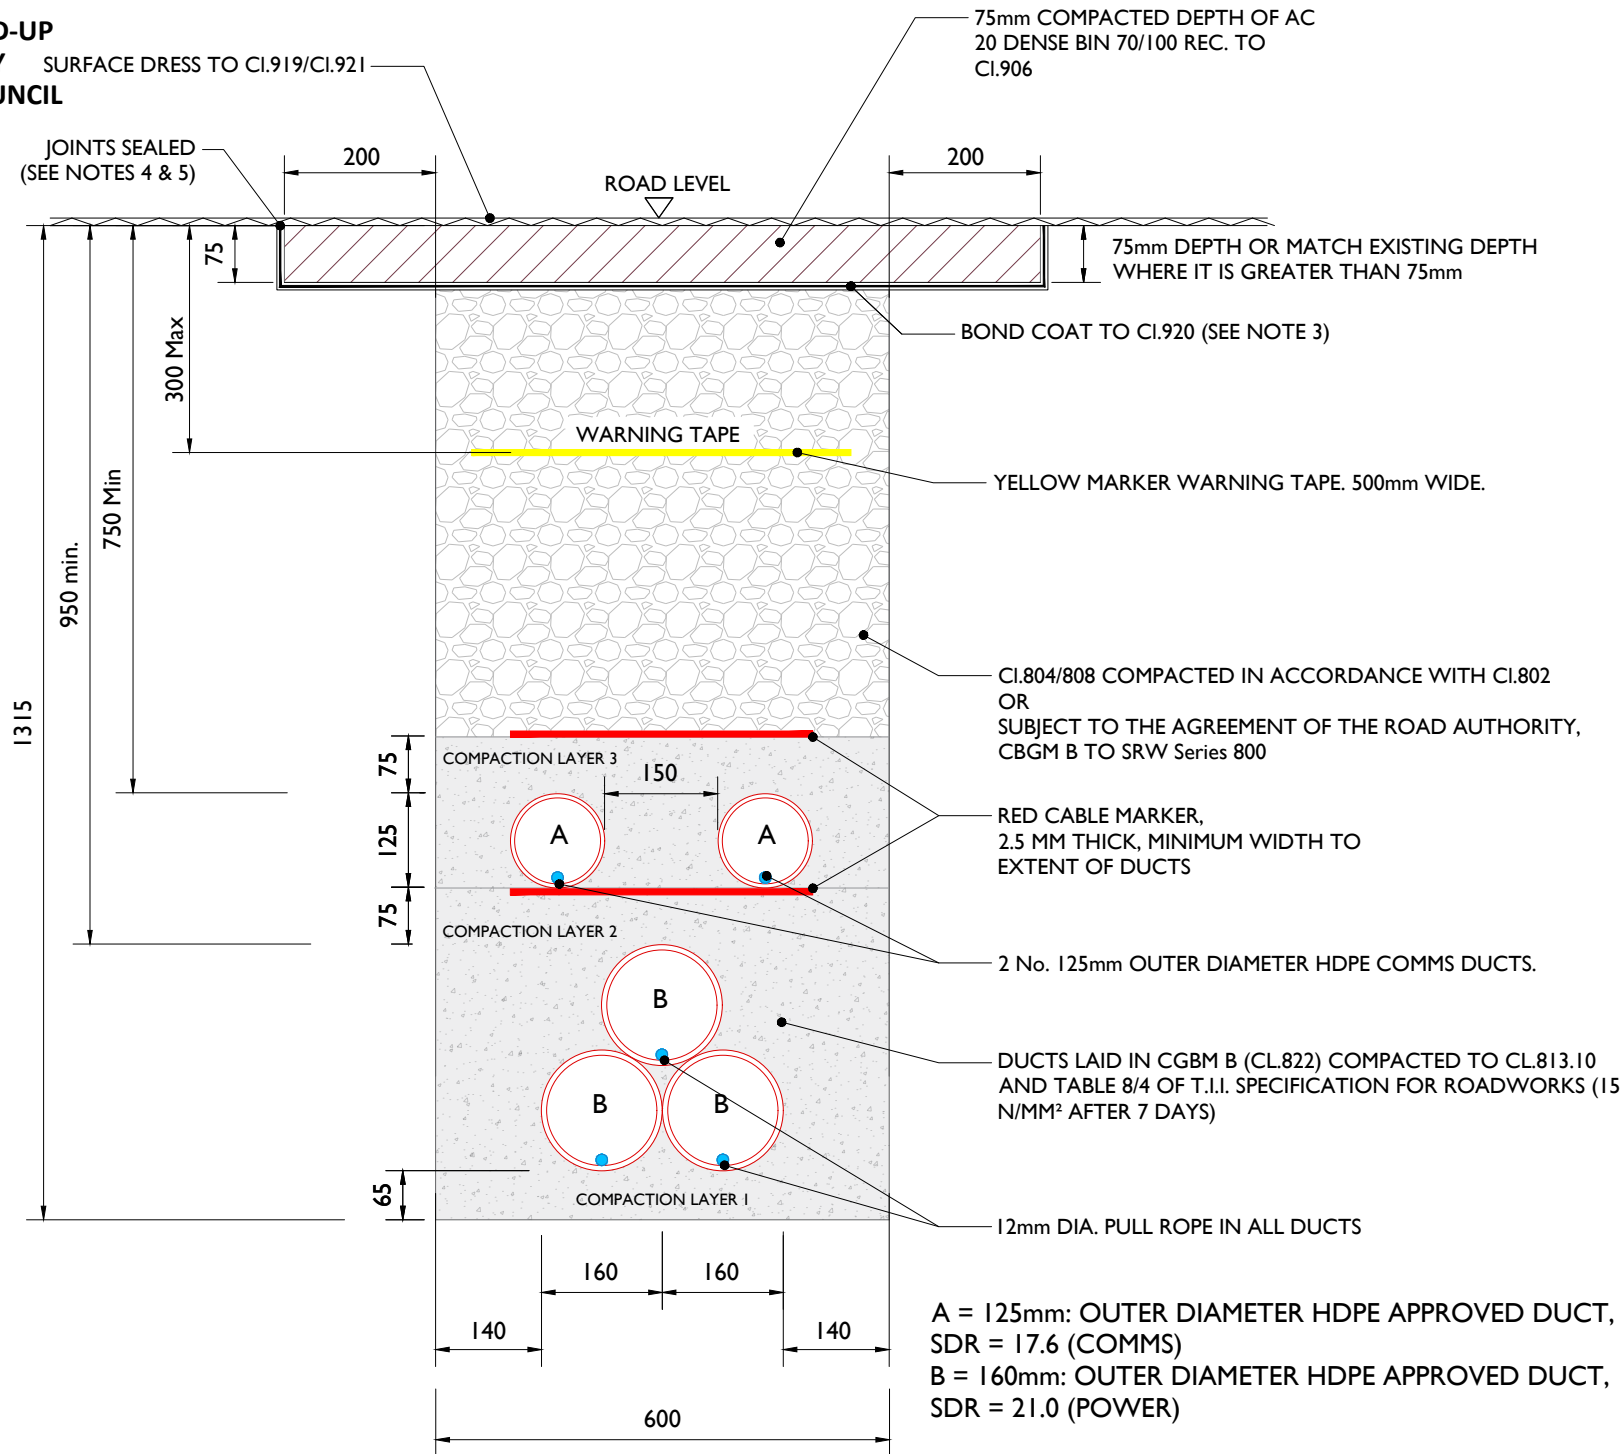 D-UP
Y
UNCIL
SURFACE DRESS TO Cl.919/Cl.921
75mm COMPACTED DEPTH OF AC
20 DENSE BIN 70/100 REC. TO
Cl.906
JOINTS SEALED
(SEE NOTES 4 & 5)
200
ROAD LEVEL
200
75
75mm DEPTH OR MATCH EXISTING DEPTH
WHERE IT IS GREATER THAN 75mm
BOND COAT TO Cl.920 (SEE NOTE 3)
300 Max
WARNING TAPE
YELLOW MARKER WARNING TAPE. 500mm WIDE.
750 Min
950 min.
1315
Cl.804/808 COMPACTED IN ACCORDANCE WITH Cl.802
OR
SUBJECT TO THE AGREEMENT OF THE ROAD AUTHORITY,
CBGM B TO SRW Series 800
COMPACTION LAYER 3
75
150
A
A
125
RED CABLE MARKER,
2.5 MM THICK, MINIMUM WIDTH TO
EXTENT OF DUCTS
75
COMPACTION LAYER 2
2 No. 125mm OUTER DIAMETER HDPE COMMS DUCTS.
B
B
B
DUCTS LAID IN CGBM B (CL.822) COMPACTED TO CL.813.10
AND TABLE 8/4 OF T.I.I. SPECIFICATION FOR ROADWORKS (15
N/MM² AFTER 7 DAYS)
65
COMPACTION LAYER 1
12mm DIA. PULL ROPE IN ALL DUCTS
160
160
140
140
600
A = 125mm: OUTER DIAMETER HDPE APPROVED DUCT,
SDR = 17.6 (COMMS)
B = 160mm: OUTER DIAMETER HDPE APPROVED DUCT,
SDR = 21.0 (POWER)